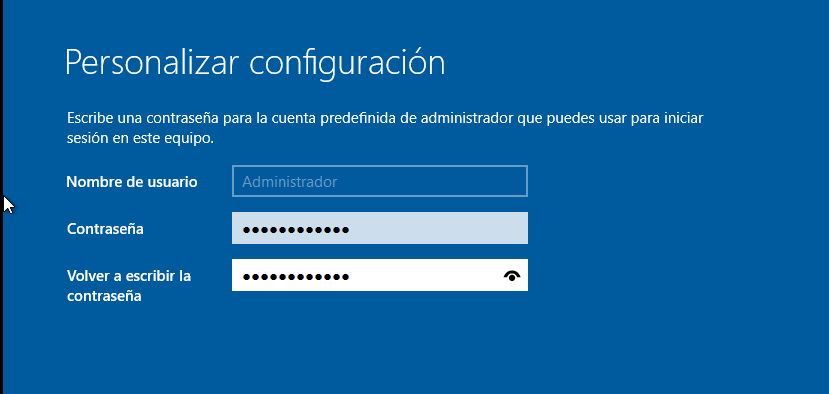 Personalizar configuración
Escribe una contraseña para la cuenta predefinida de administrador que puedes usar para iniciar
sesión en este equipo.
Nombre de usuario
Administrador
Contraseña
●●●●●●●●●●●●
Volver a escribir la
contraseña
●●●●●●●●●●●●